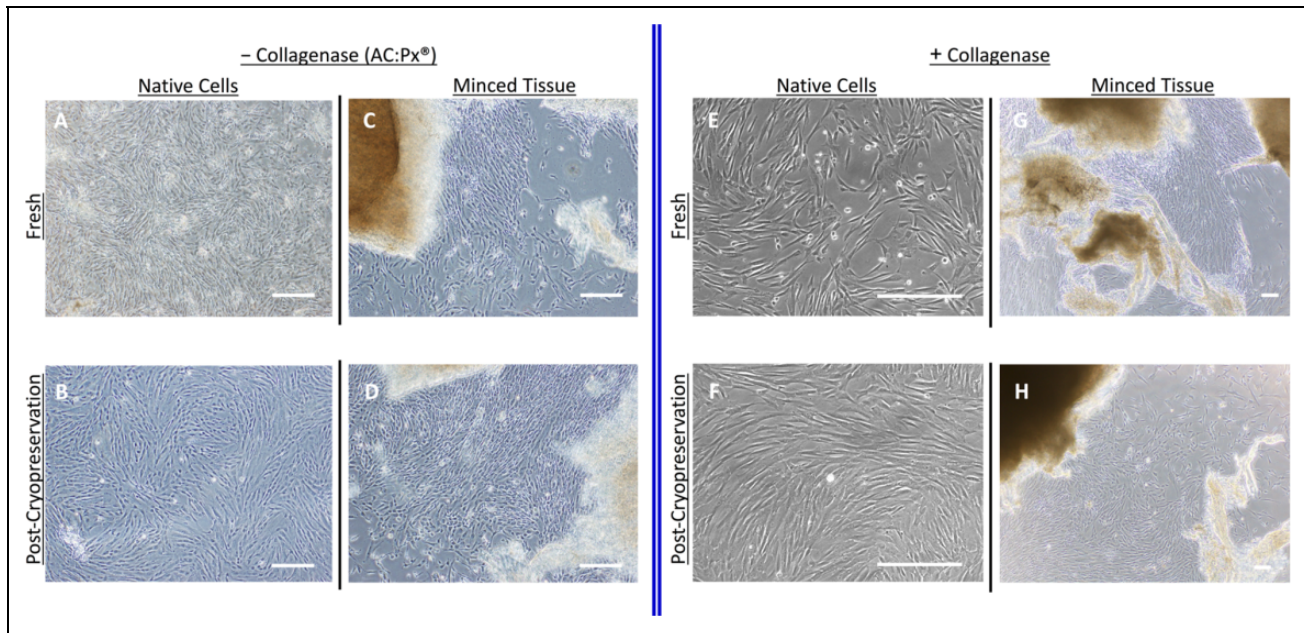 − Collagenase (AC:Px®)
+ Collagenase
Native Cells
Minced Tissue
Native Cells
Minced Tissue
Fresh
A
C
Fresh
E
G
Post-Cryopreservation
B
D
Post-Cryopreservation
F
H